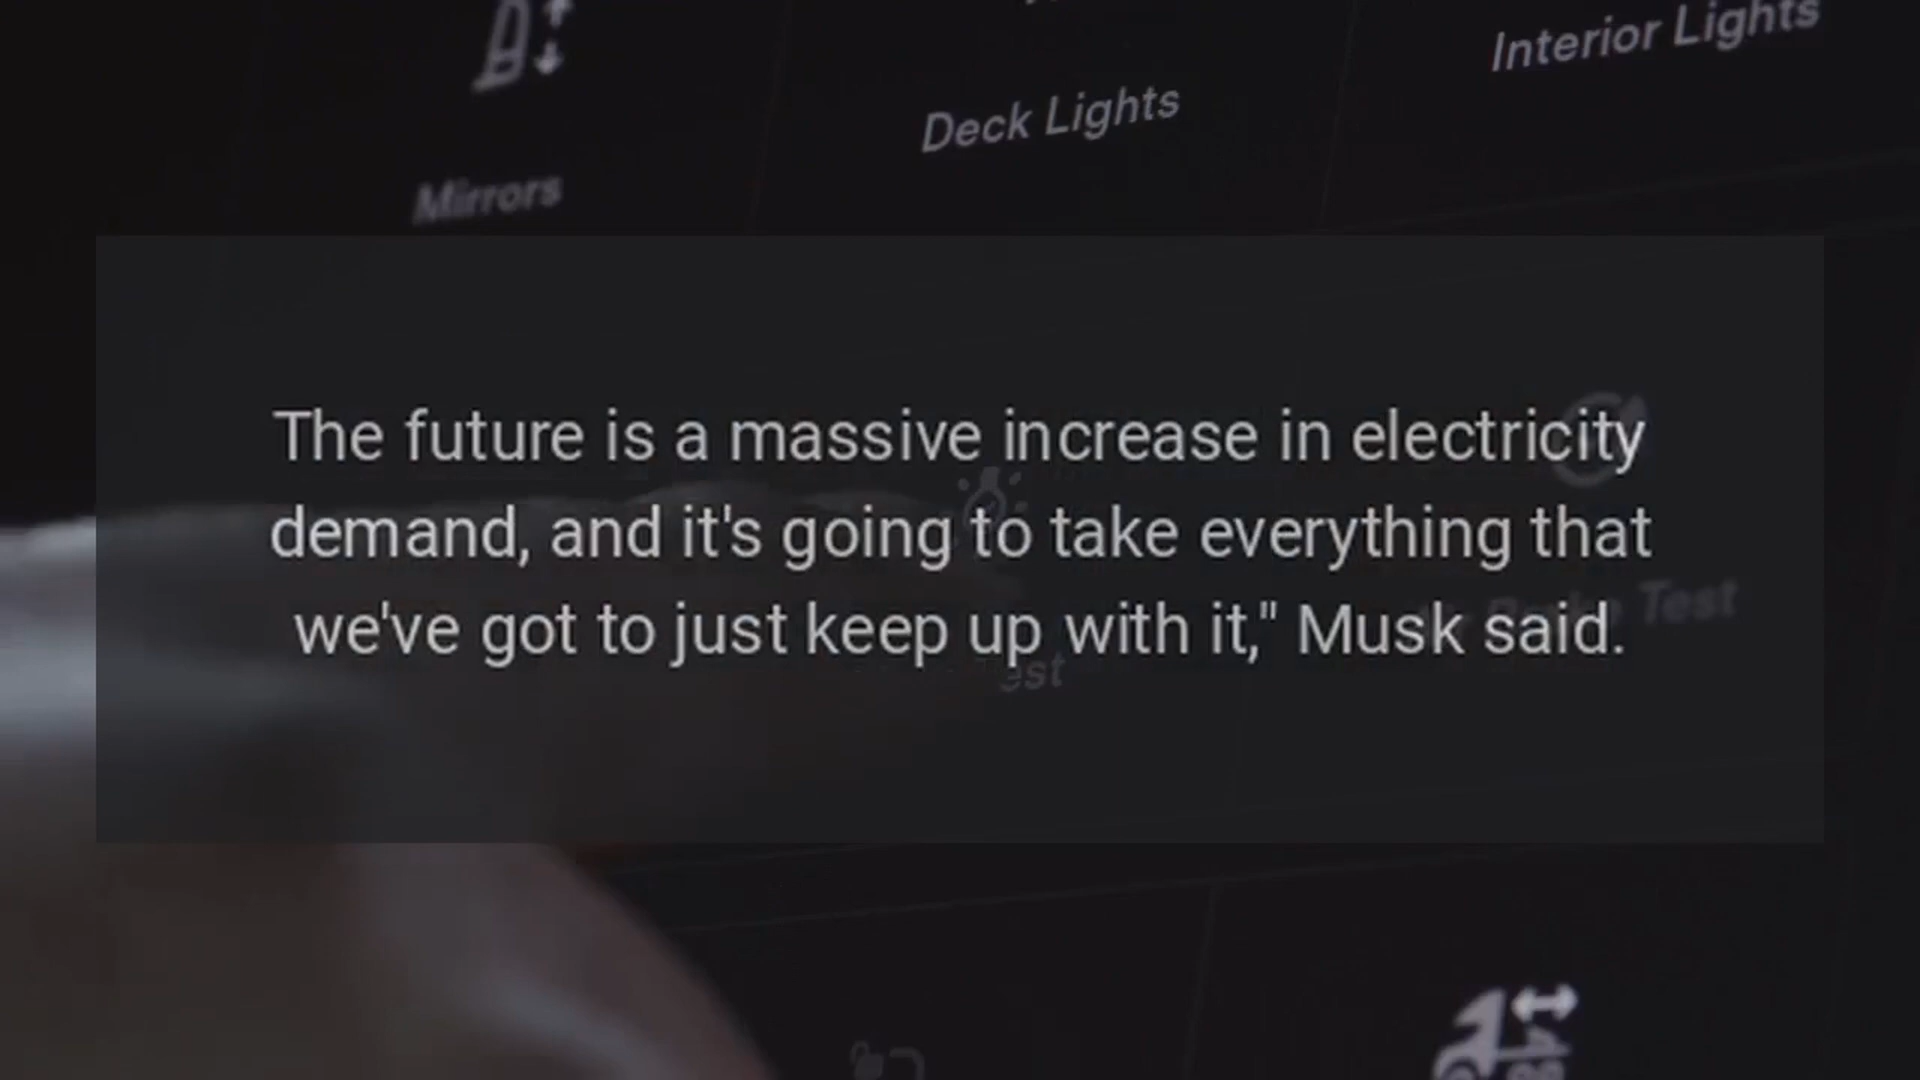 Interior Lights
Deck Lights
Mirrors
The future is a massive increase in electricity
demand, and it's going to take everything that
we've got to just keep up with it," Musk said.
Test